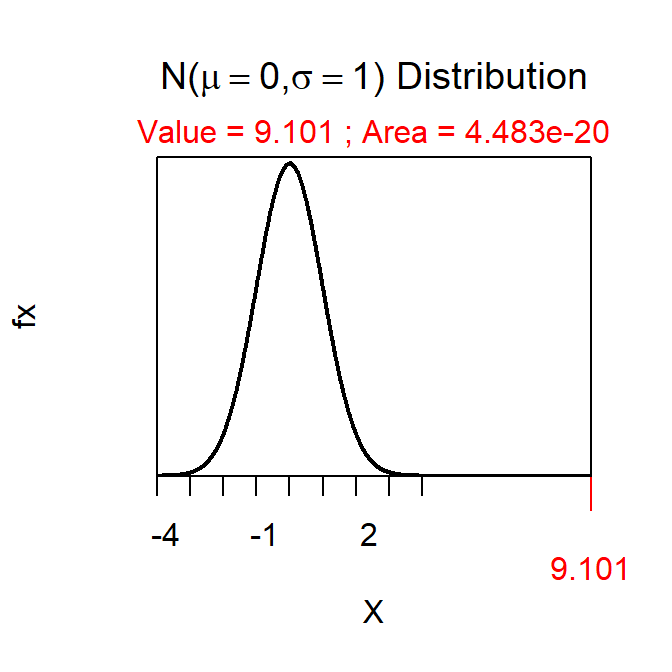 N(μ = 0,σ = 1) Distribution
Value = 9.101 ; Area = 4.483e-20
fx
-4 -1 2
9.101
X